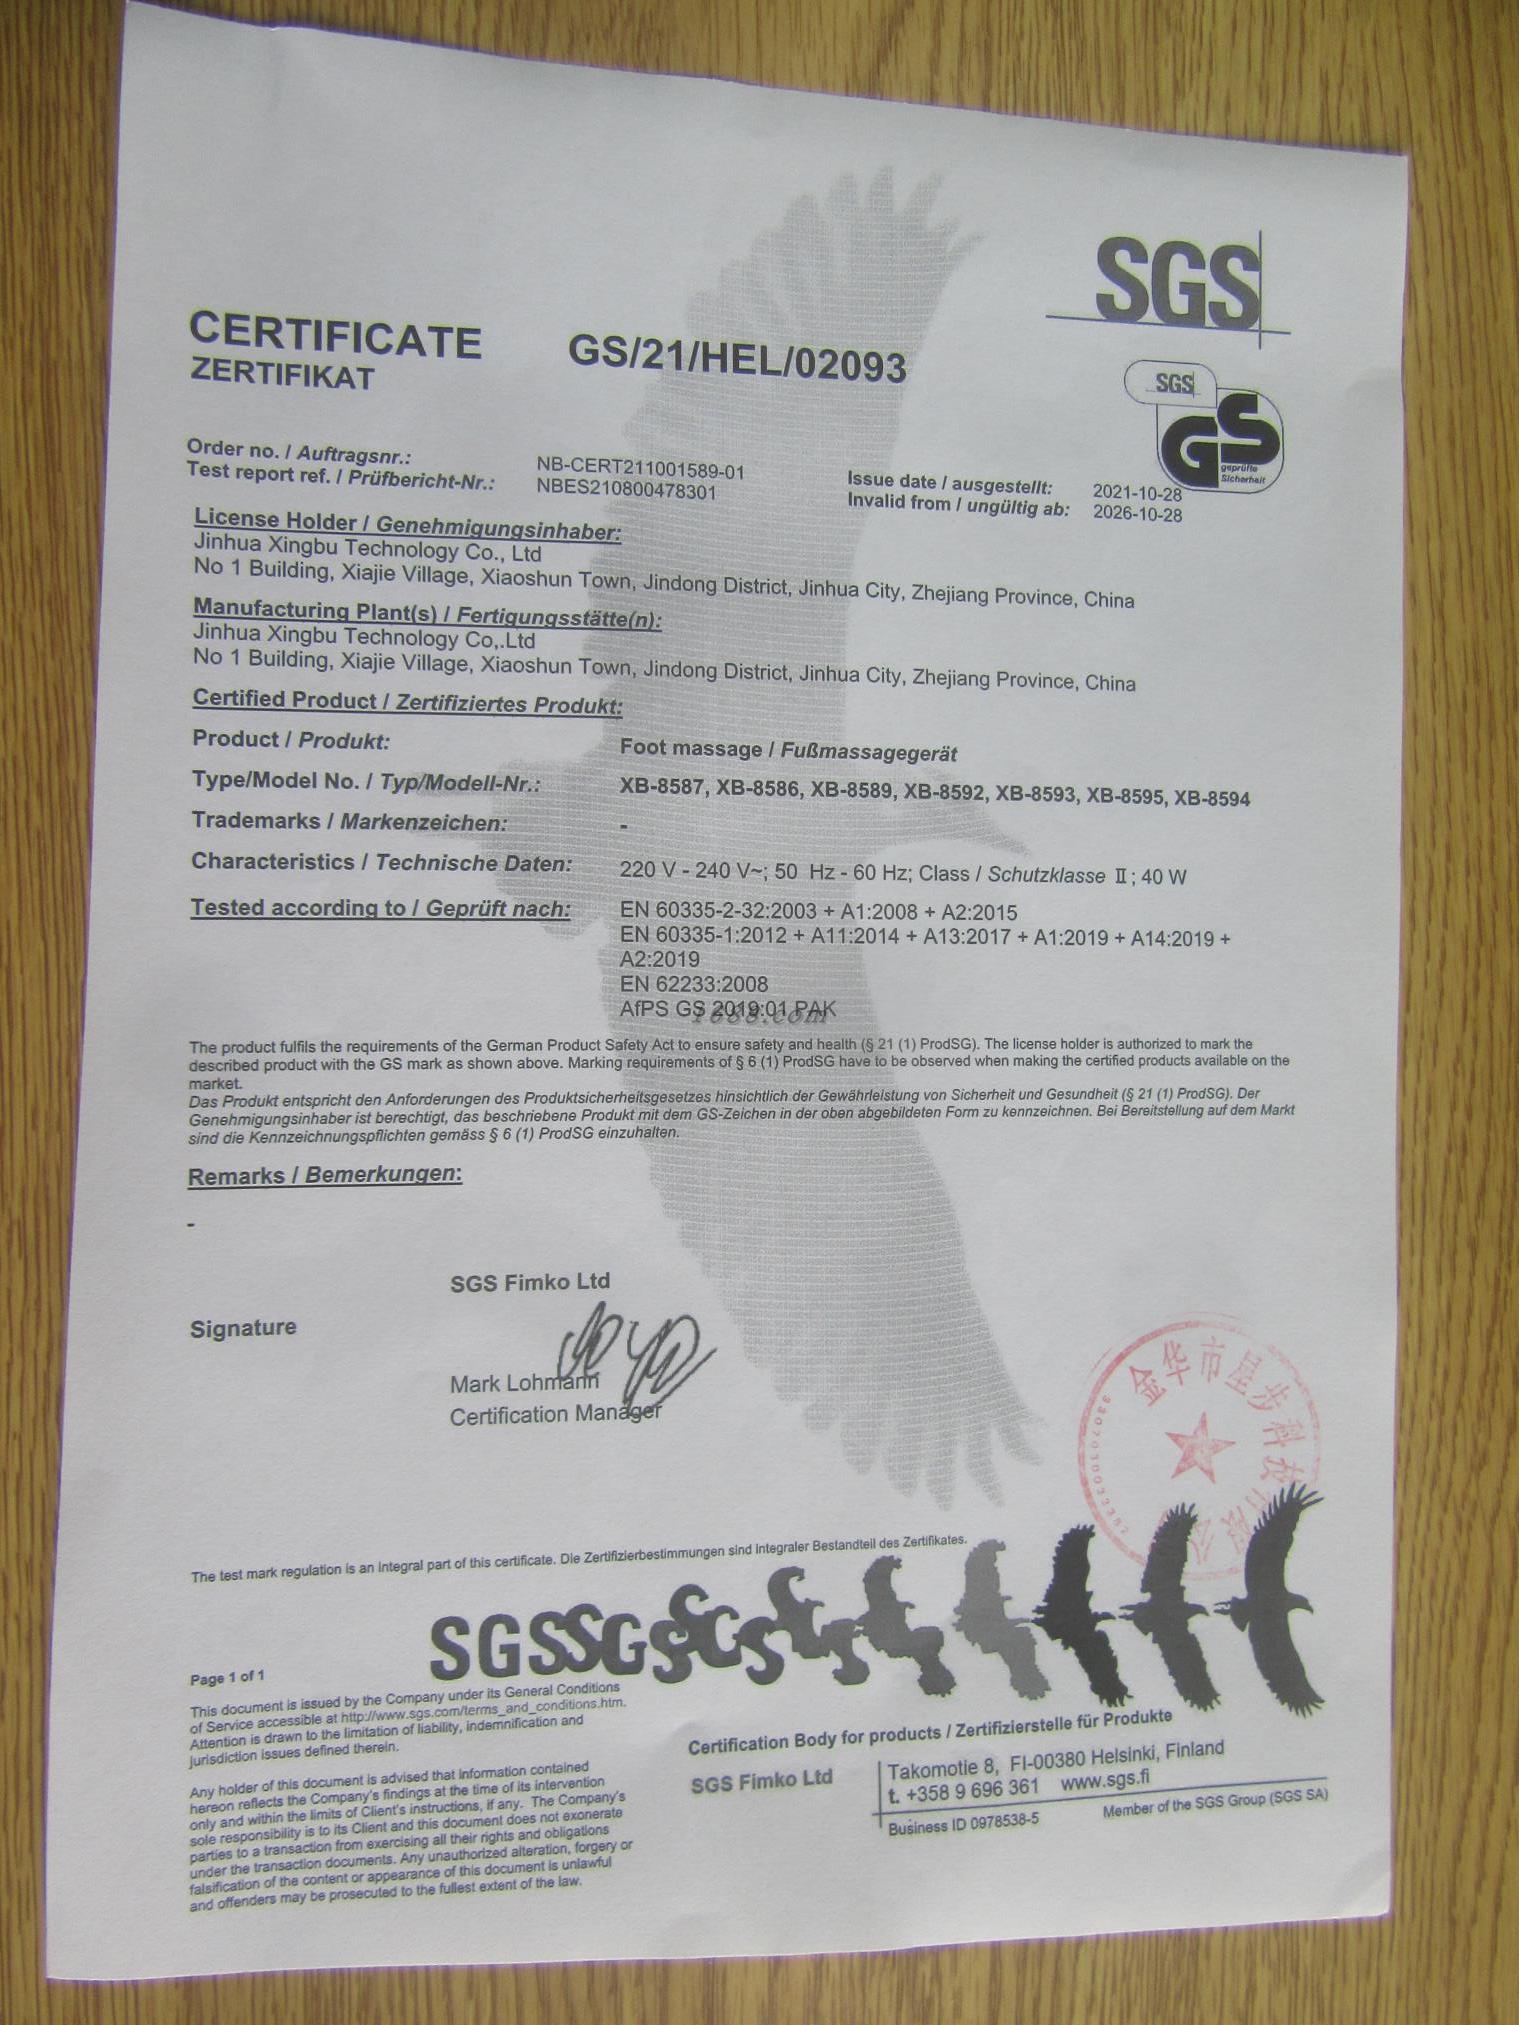 SGS
CERTIFICATE
ZERTIFIKAT
GS/21/HEL/02093
SGS
GS
geprüfte
Sicherheit
Order no. / Auftragsnr.: NB-CERT211001589-01
Test report ref. / Prüfbericht-Nr.: NBES210800478301
Issue date / ausgestellt: 2021-10-28
Invalid from / ungültig ab: 2026-10-28
License Holder / Genehmigungsinhaber:
Jinhua Xingbu Technology Co., Ltd
No 1 Building, Xiajie Village, Xiaoshun Town, Jindong District, Jinhua City, Zhejiang Province, China
Manufacturing Plant(s) / Fertigungsstätte(n):
Jinhua Xingbu Technology Co,.Ltd
No 1 Building, Xiajie Village, Xiaoshun Town, Jindong District, Jinhua City, Zhejiang Province, China
Certified Product / Zertifiziertes Produkt:
Product / Produkt: Foot massage / Fußmassagegerät
Type/Model No. / Typ/Modell-Nr.: XB-8587, XB-8586, XB-8589, XB-8592, XB-8593, XB-8595, XB-8594
Trademarks / Markenzeichen: -
Characteristics / Technische Daten: 220 V - 240 V~; 50 Hz - 60 Hz; Class / Schutzklasse II ; 40 W
Tested according to / Geprüft nach: EN 60335-2-32:2003 + A1:2008 + A2:2015
EN 60335-1:2012 + A11:2014 + A13:2017 + A1:2019 + A14:2019 +
A2:2019
EN 62233:2008
AfPS GS 2019:01 PAK
1688.com
The product fulfils the requirements of the German Product Safety Act to ensure safety and health (§ 21 (1) ProdSG). The license holder is authorized to mark the
described product with the GS mark as shown above. Marking requirements of § 6 (1) ProdSG have to be observed when making the certified products available on the
market.
Das Produkt entspricht den Anforderungen des Produktsicherheitsgesetzes hinsichtlich der Gewährleistung von Sicherheit und Gesundheit (§ 21 (1) ProdSG). Der
Genehmigungsinhaber ist berechtigt, das beschriebene Produkt mit dem GS-Zeichen in der oben abgebildeten Form zu kennzeichnen. Bei Bereitstellung auf dem Markt
sind die Kennzeichnungspflichten gemäss § 6 (1) ProdSG einzuhalten.
Remarks / Bemerkungen:
-
SGS Fimko Ltd
Signature
Mark Lohmann
Certification Manager
金华市星步科技有限公
The test mark regulation is an integral part of this certificate. Die Zertifizierbestimmungen sind integraler Bestandteil des Zertifikates.
SGSSGS
Page 1 of 1
This document is issued by the Company under its General Conditions
of Service accessible at http://www.sgs.com/terms_and_conditions.htm.
Attention is drawn to the limitation of liability, indemnification and
jurisdiction issues defined therein.
Any holder of this document is advised that information contained
hereon reflects the Company's findings at the time of its intervention
only and within the limits of Client's instructions, if any. The Company's
sole responsibility is to its Client and this document does not exonerate
parties to a transaction from exercising all their rights and obligations
under the transaction documents. Any unauthorized alteration, forgery or
falsification of the content or appearance of this document is unlawful
and offenders may be prosecuted to the fullest extent of the law.
Certification Body for products / Zertifizierstelle für Produkte
SGS Fimko Ltd
Takomotie 8, FI-00380 Helsinki, Finland
t. +358 9 696 361 www.sgs.fi
Business ID 0978538-5
Member of the SGS Group (SGS SA)